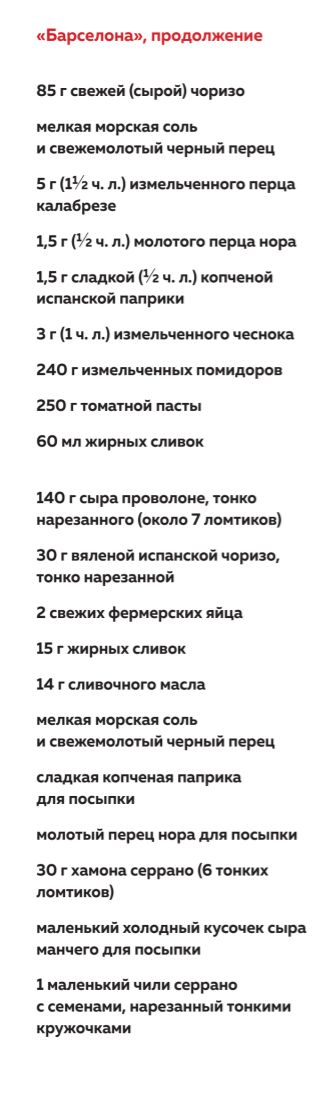 «Барселона», продолжение
85 г свежей (сырой) чоризо
мелкая морская соль
и свежемолотый черный перец
5 г (1½ ч. л.) измельченного перца
калабрезе
1,5 г (½ ч. л.) молотого перца нора
1,5 г сладкой (½ ч. л.) копченой
испанской паприки
3 г (1 ч. л.) измельченного чеснока
240 г измельченных помидоров
250 г томатной пасты
60 мл жирных сливок
140 г сыра проволоне, тонко
нарезанного (около 7 ломтиков)
30 г вяленой испанской чоризо,
тонко нарезанной
2 свежих фермерских яйца
15 г жирных сливок
14 г сливочного масла
мелкая морская соль
и свежемолотый черный перец
сладкая копченая паприка
для посыпки
молотый перец нора для посыпки
30 г хамона серрано (6 тонких
ломтиков)
маленький холодный кусочек сыра
манчего для посыпки
1 маленький чили серрано
с семенами, нарезанный тонкими
кружочками